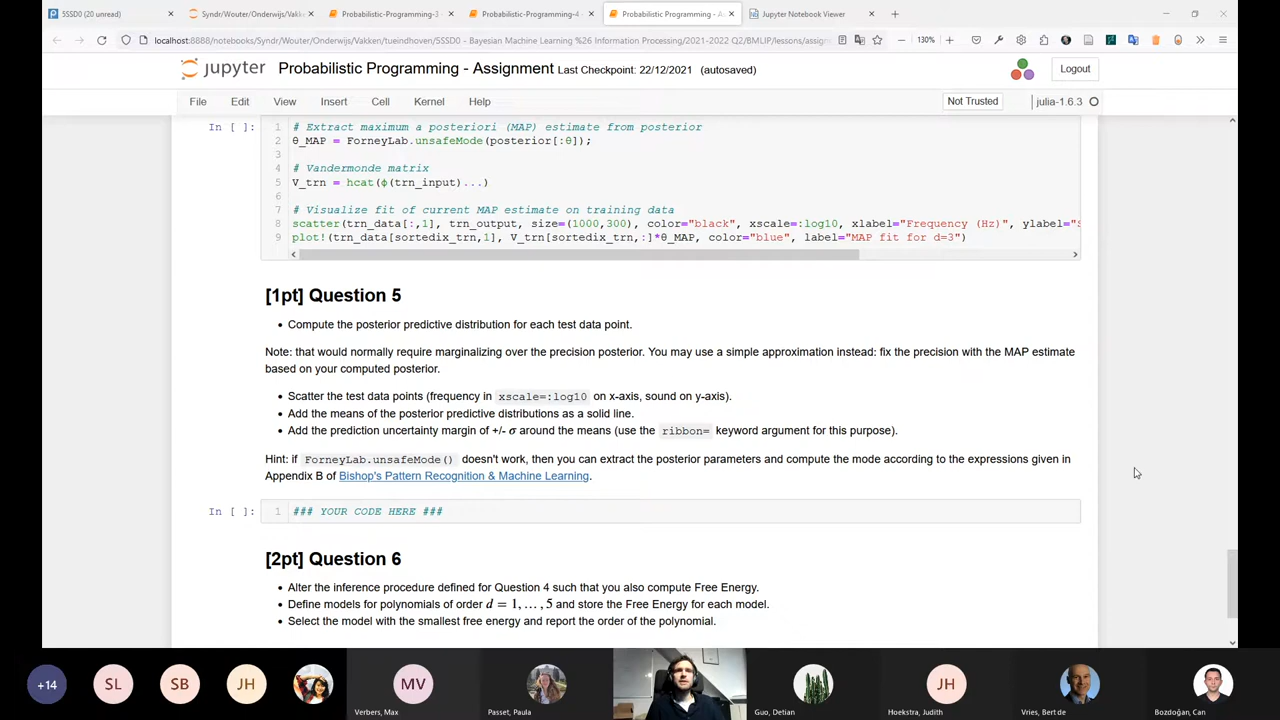 5SSD0 (20 unread)
Syndr/Wouter/Onderwijs/Vakke
Probabilistic-Programming-3
Probabilistic-Programming-4
Probabilistic Programming - A
Jupyter Notebook Viewer
localhost:8888/notebooks/Syndr/Wouter/Onderwijs/Vakken/tueindhoven/5SSD0 - Bayesian Machine Learning %26 Information Processing/2021-2022 Q2/BMLIP/lessons/assign
130%
jupyter Probabilistic Programming - Assignment Last Checkpoint: 22/12/2021 (autosaved)
Logout
File Edit View Insert Cell Kernel Help
Not Trusted
julia-1.6.3
In [ ]:
1 # Extract maximum a posteriori (MAP) estimate from posterior
2 θ_MAP = ForneyLab.unsafeMode(posterior[:θ]);
3
4 # Vandermonde matrix
5 V_trn = hcat(ϕ(trn_input)...)
6
7 # Visualize fit of current MAP estimate on training data
8 scatter(trn_data[:,1], trn_output, size=(1000,300), color="black", xscale=:log10, xlabel="Frequency (Hz)", ylabel="S
9 plot!(trn_data[sortedix_trn,1], V_trn[sortedix_trn,:]*θ_MAP, color="blue", label="MAP fit for d=3")
[1pt] Question 5
• Compute the posterior predictive distribution for each test data point.
Note: that would normally require marginalizing over the precision posterior. You may use a simple approximation instead: fix the precision with the MAP estimate
based on your computed posterior.
• Scatter the test data points (frequency in xscale=:log10 on x-axis, sound on y-axis).
• Add the means of the posterior predictive distributions as a solid line.
• Add the prediction uncertainty margin of +/- σ around the means (use the ribbon= keyword argument for this purpose).
Hint: if ForneyLab.unsafeMode() doesn't work, then you can extract the posterior parameters and compute the mode according to the expressions given in
Appendix B of Bishop's Pattern Recognition & Machine Learning.
In [ ]:
1 ### YOUR CODE HERE ###
[2pt] Question 6
• Alter the inference procedure defined for Question 4 such that you also compute Free Energy.
• Define models for polynomials of order d = 1, … , 5 and store the Free Energy for each model.
• Select the model with the smallest free energy and report the order of the polynomial.
+14
SL
SB
JH
MV
JH
Verbers, Max
Passet, Paula
Guo, Detian
Hoekstra, Judith
Vries, Bert de
Bozdoğan, Can